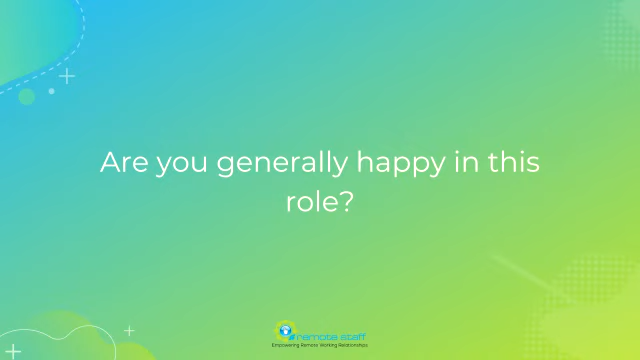 Are you generally happy in this
role?
remote staff
Empowering Remote Working Relationships